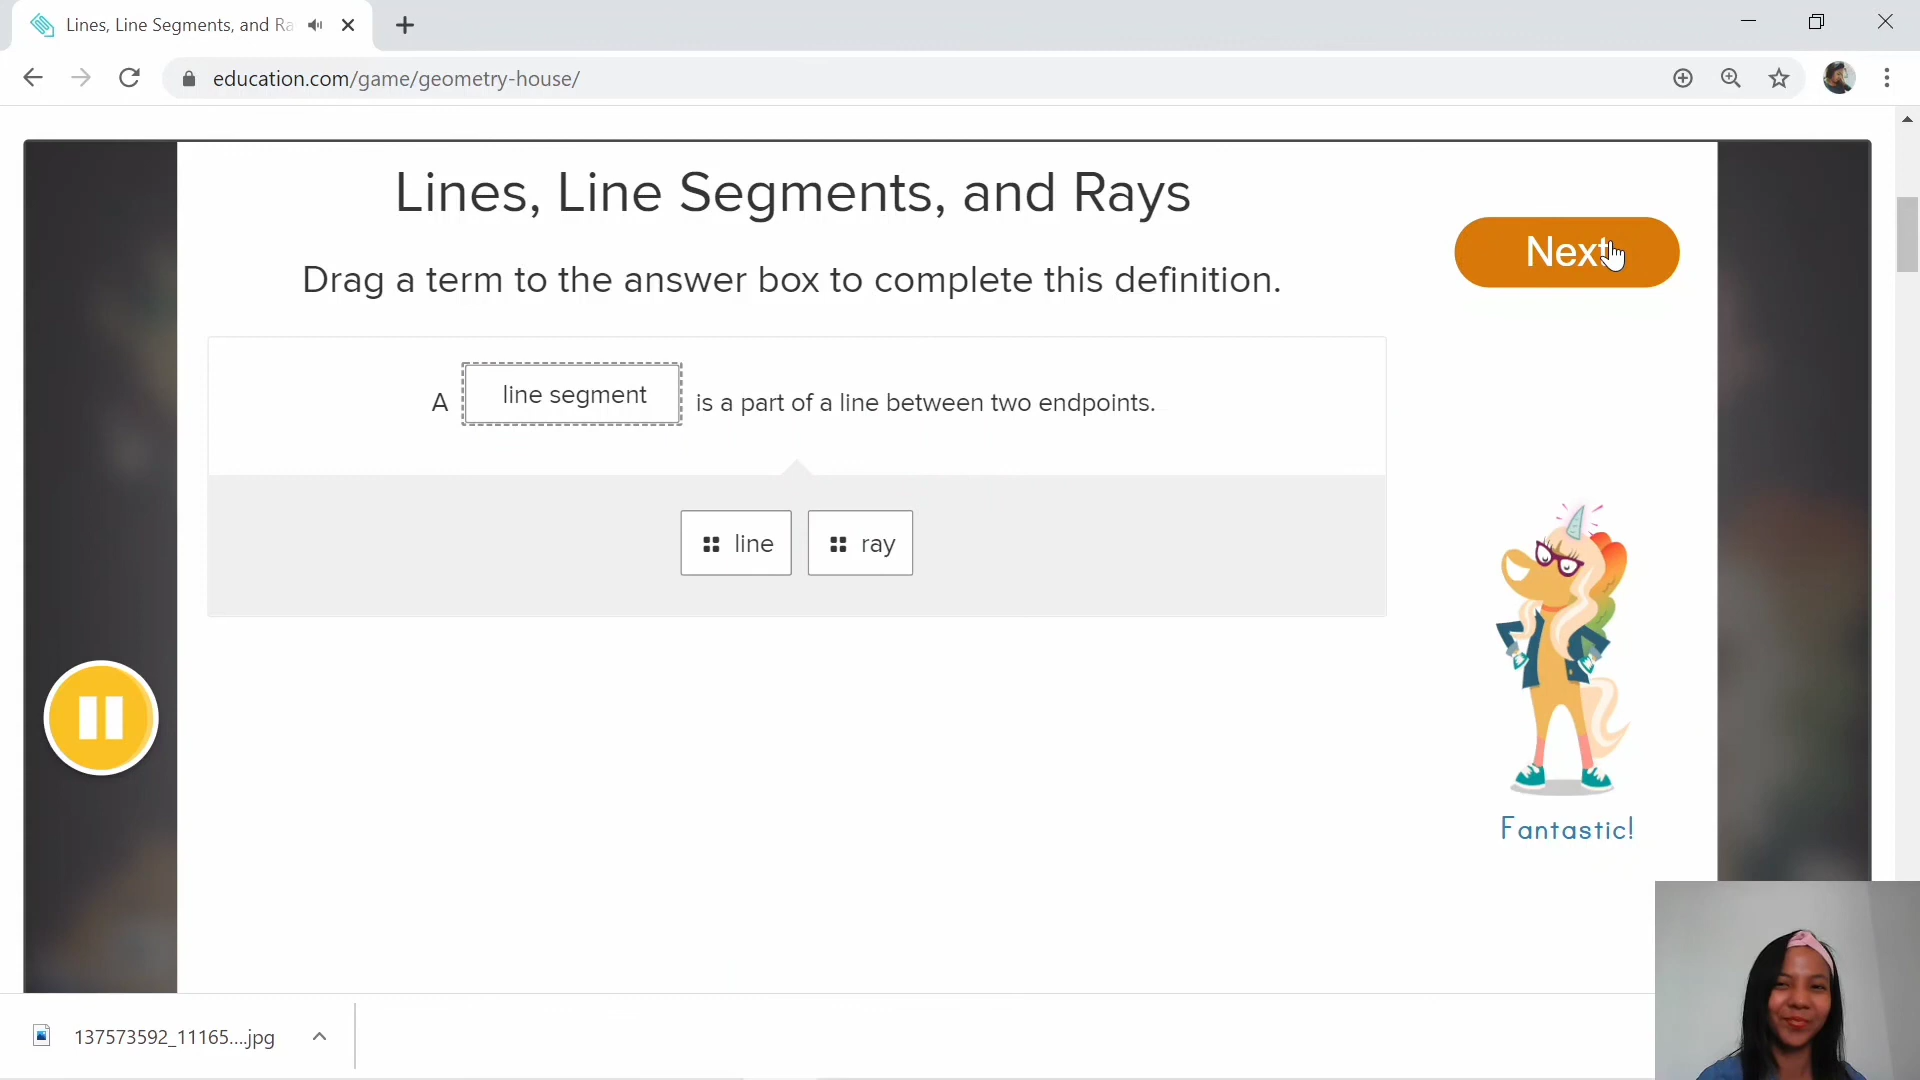 Lines, Line Segments, and Ra
education.com/game/geometry-house/
Lines, Line Segments, and Rays
Next
Drag a term to the answer box to complete this definition.
A line segment is a part of a line between two endpoints.
line ray
Fantastic!
137573592_11165....jpg